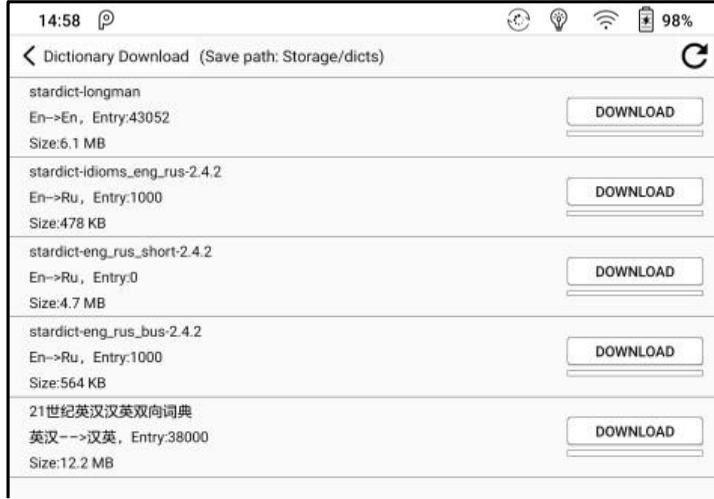 14:58 98%
Dictionary Download (Save path: Storage/dicts)
stardict-longman
En-->En, Entry:43052
Size:6.1 MB
DOWNLOAD
stardict-idioms_eng_rus-2.4.2
En-->Ru, Entry:1000
Size:478 KB
DOWNLOAD
stardict-eng_rus_short-2.4.2
En-->Ru, Entry:0
Size:4.7 MB
DOWNLOAD
stardict-eng_rus_bus-2.4.2
En-->Ru, Entry:1000
Size:564 KB
DOWNLOAD
21世纪英汉汉英双向词典
英汉-->汉英, Entry:38000
Size:12.2 MB
DOWNLOAD